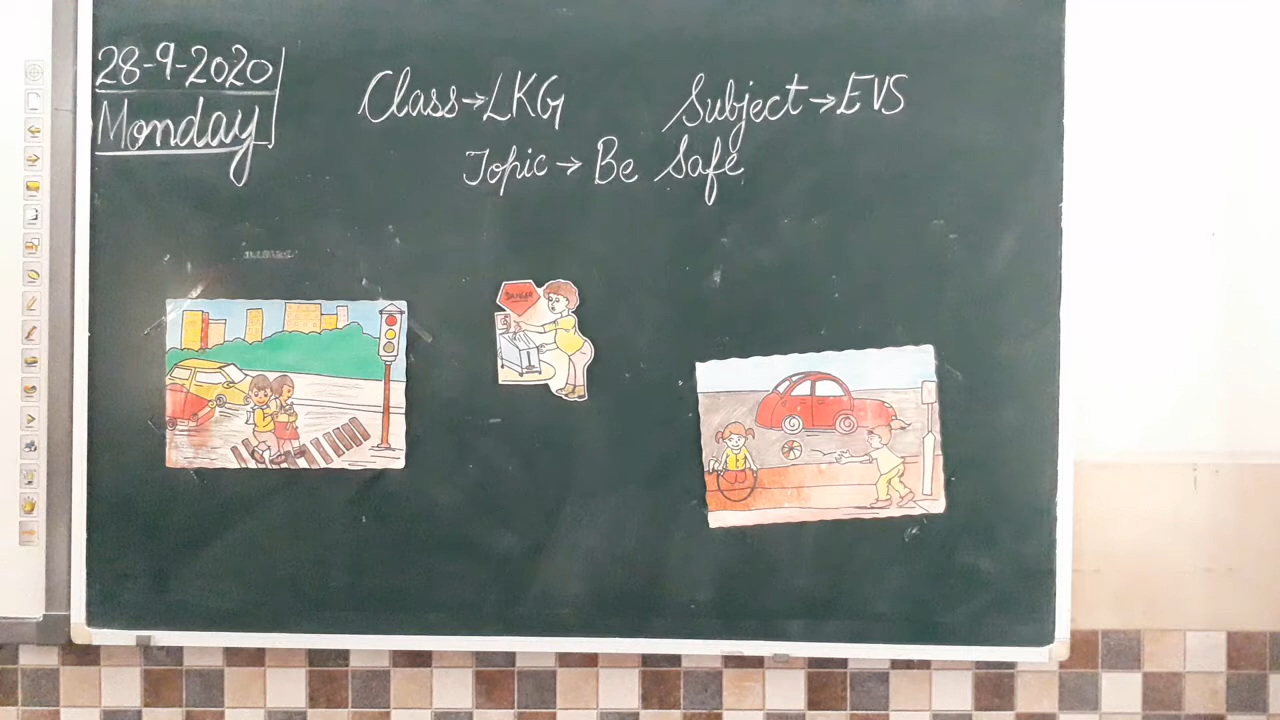 28-9-2020
Monday
Class→LKG
Subject→EVS
Topic → Be Safe
DANGER